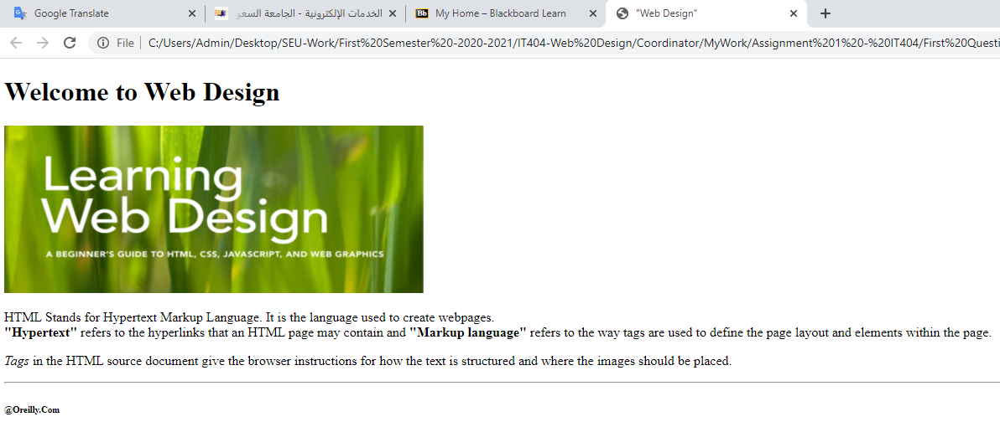 Google Translate
الخدمات الإلكترونية - الجامعة السعو
Bb My Home – Blackboard Learn
"Web Design"
File C:/Users/Admin/Desktop/SEU-Work/First%20Semester%20-2020-2021/IT404-Web%20Design/Coordinator/MyWork/Assignment%201%20-%20IT404/First%20Questi
Welcome to Web Design
Learning
Web Design
A BEGINNER'S GUIDE TO HTML, CSS, JAVASCRIPT, AND WEB GRAPHICS
HTML Stands for Hypertext Markup Language. It is the language used to create webpages.
"Hypertext" refers to the hyperlinks that an HTML page may contain and "Markup language" refers to the way tags are used to define the page layout and elements within the page.
Tags in the HTML source document give the browser instructions for how the text is structured and where the images should be placed.
@Oreilly.Com